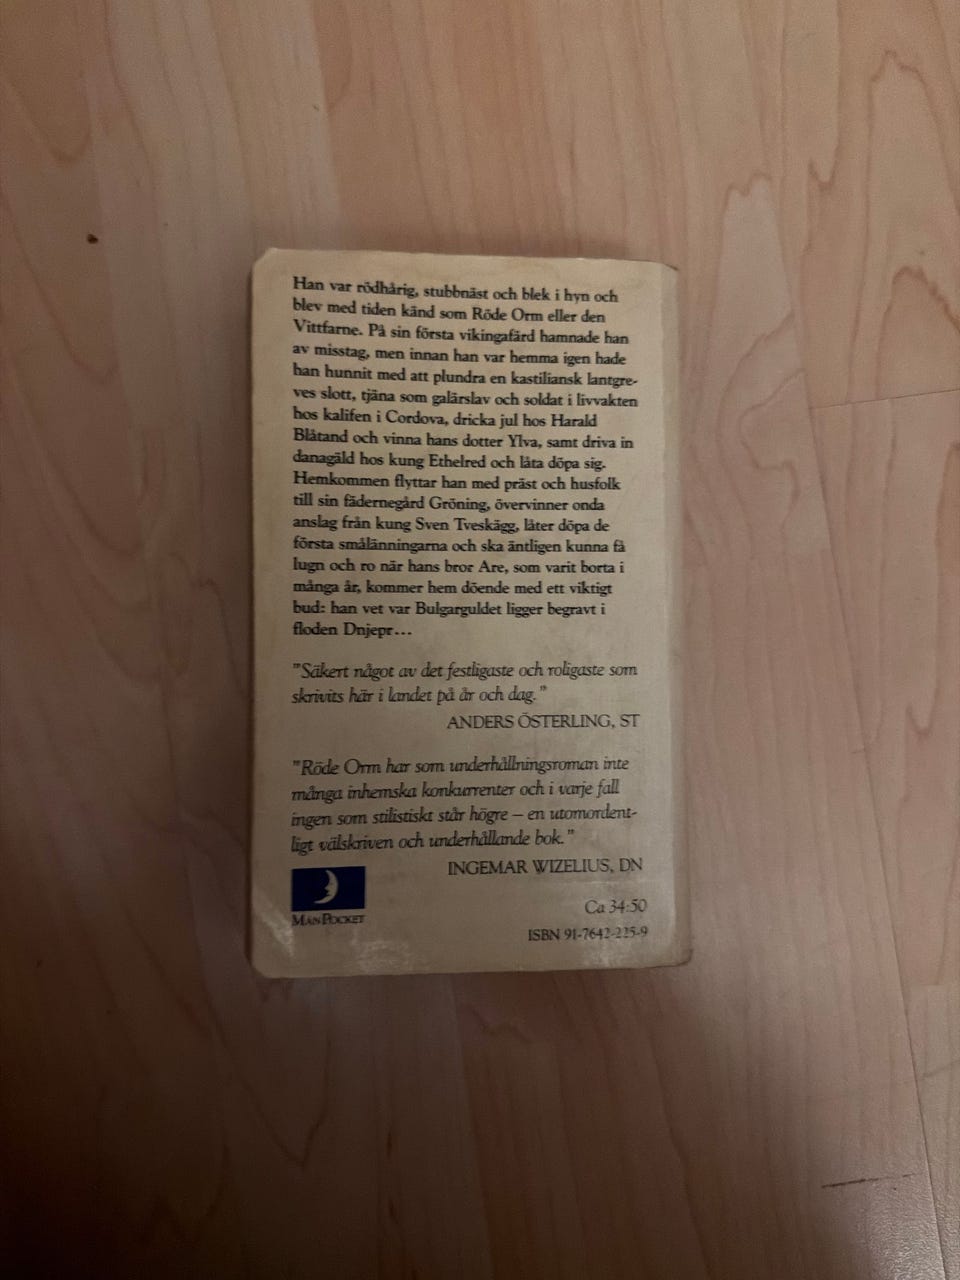 Han var rödhårig, stubbnäst och blek i hyn och
blev med tiden känd som Röde Orm eller den
Vittfarne. På sin första vikingafärd hamnade han
av misstag, men innan han var hemma igen hade
han hunnit med att plundra en kastiliansk lantgre-
ves slott, tjäna som galärslav och soldat i livvakten
hos kalifen i Cordova, dricka jul hos Harald
Blåtand och vinna hans dotter Ylva, samt driva in
danagäld hos kung Ethelred och låta döpa sig.
Hemkommen flyttar han med präst och husfolk
till sin fädernegård Gröning, övervinner onda
anslag från kung Sven Tveskägg, låter döpa de
första smålänningarna och ska äntligen kunna få
lugn och ro när hans bror Are, som varit borta i
många år, kommer hem döende med ett viktigt
bud: han vet var Bulgarguldet ligger begravt i
floden Dnjepr...
"Säkert något av det festligaste och roligaste som
skrivits här i landet på år och dag."
ANDERS ÖSTERLING, ST
"Röde Orm har som underhållningsroman inte
många inhemska konkurrenter och i varje fall
ingen som stilistiskt står högre – en utomordent-
ligt välskriven och underhållande bok."
INGEMAR WIZELIUS, DN
MÅNPOCKET
Ca 34:50
ISBN 91-7642-225-9